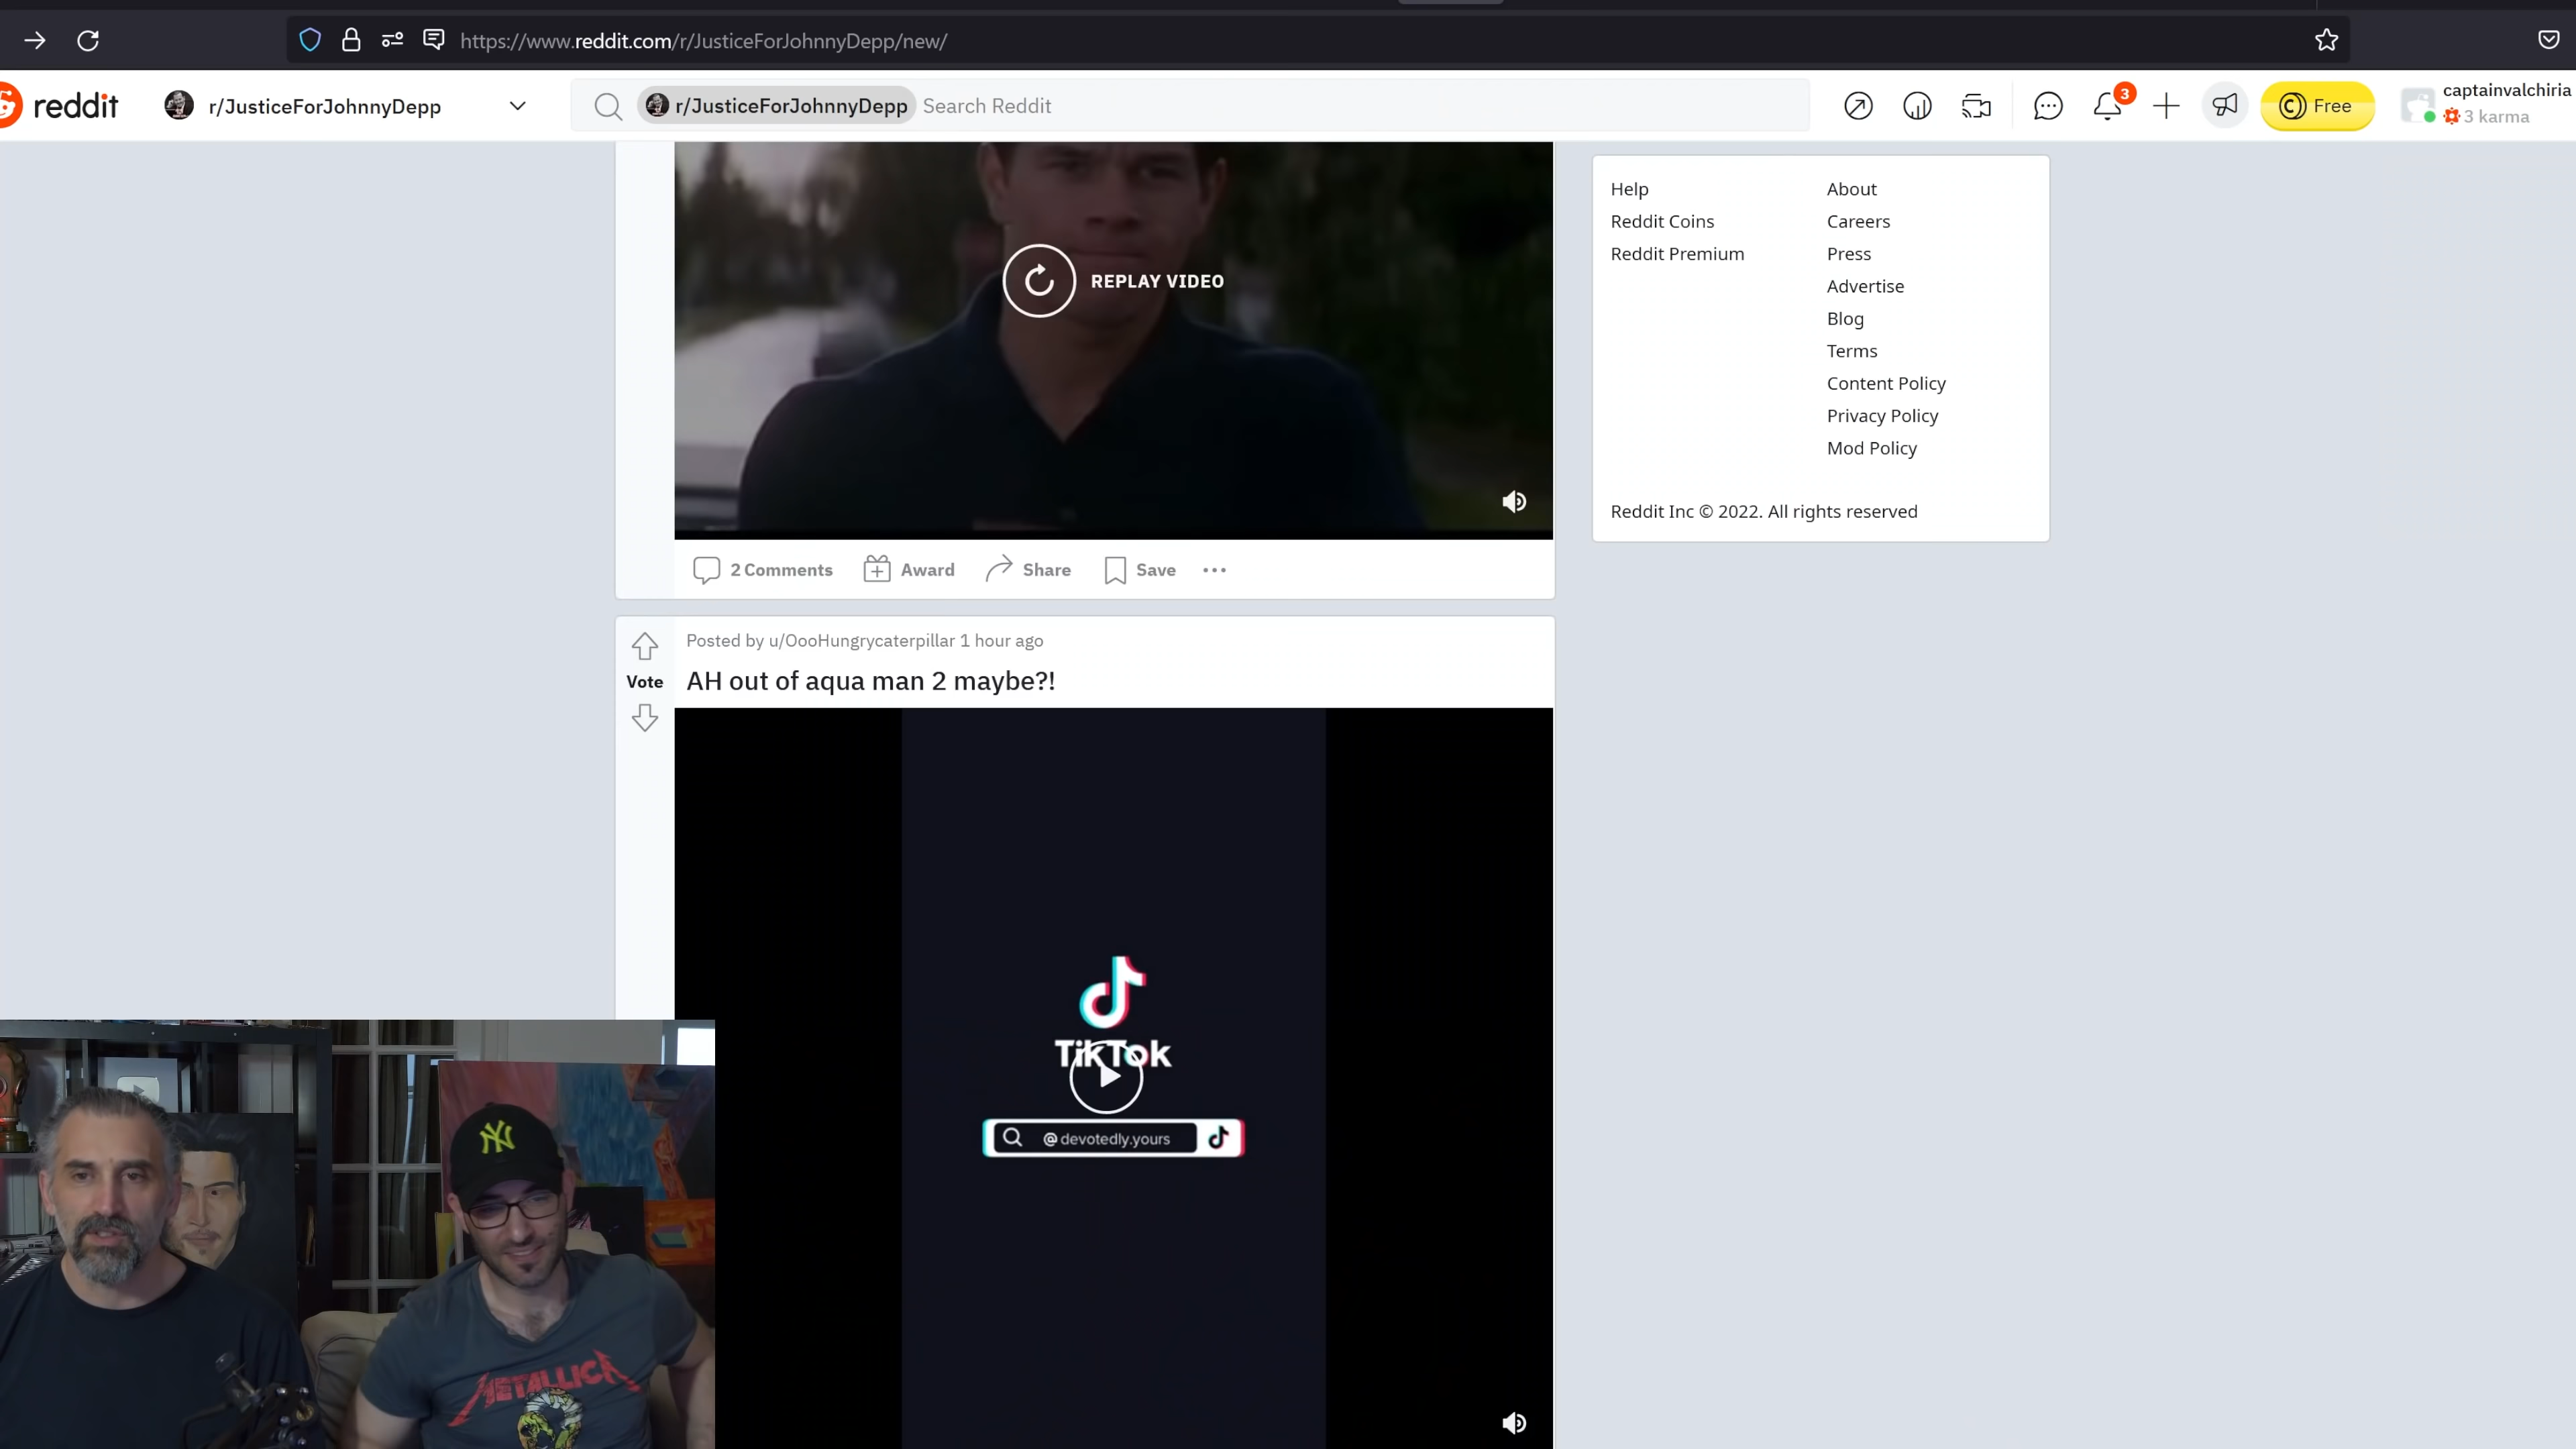 https://www.reddit.com/r/JusticeForJohnnyDepp/new/
reddit
r/JusticeForJohnnyDepp
r/JusticeForJohnnyDepp
Search Reddit
3
Free
captainvalchiria
3 karma
REPLAY VIDEO
2 Comments
Award
Share
Save
Help
Reddit Coins
Reddit Premium
About
Careers
Press
Advertise
Blog
Terms
Content Policy
Privacy Policy
Mod Policy
Reddit Inc © 2022. All rights reserved
Posted by u/OooHungrycaterpillar 1 hour ago
Vote
AH out of aqua man 2 maybe?!
TikTok
@devotedly.yours
NY
METALLICA